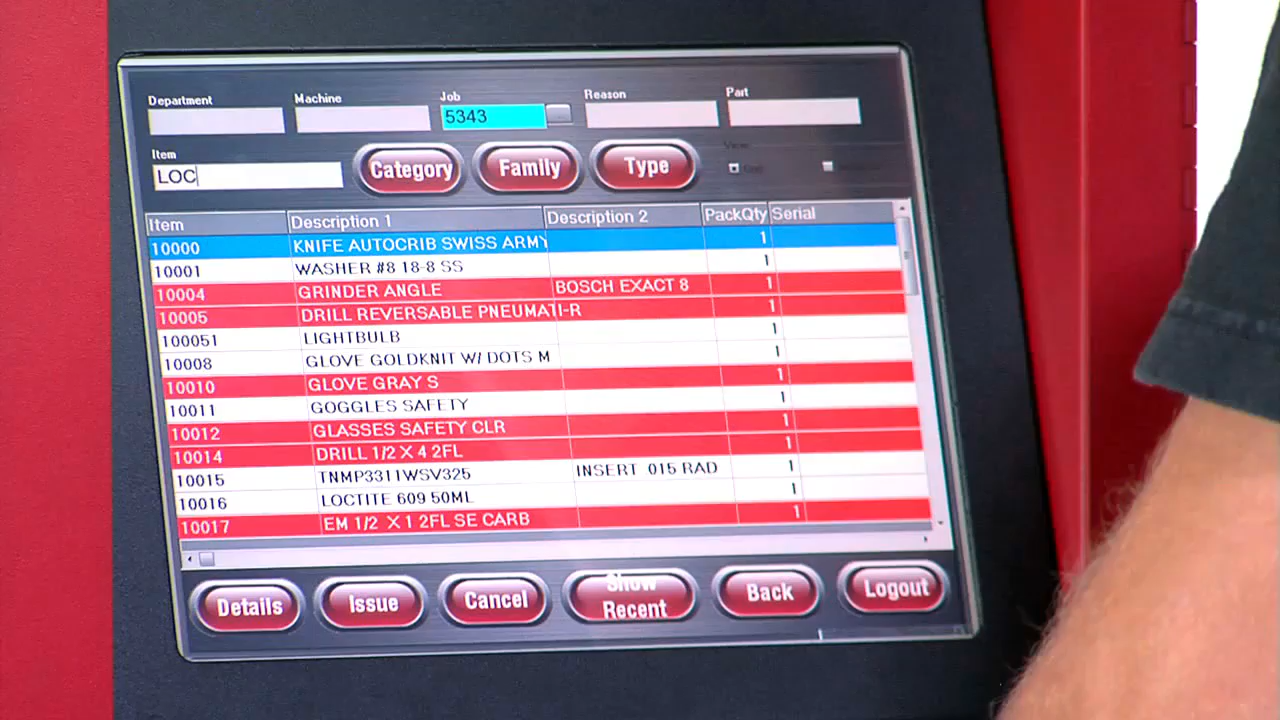 Department Machine Job Reason Part
5343
Item
LOC
Category Family Type
View
Item Description 1 Description 2 PackQty Serial
10000 KNIFE AUTOCRIB SWISS ARMY 1
10001 WASHER #8 18-8 SS 1
10004 GRINDER ANGLE BOSCH EXACT 8 1
10005 DRILL REVERSABLE PNEUMATI-R 1
100051 LIGHTBULB 1
10008 GLOVE GOLDKNIT W/ DOTS M 1
10010 GLOVE GRAY S 1
10011 GOGGLES SAFETY 1
10012 GLASSES SAFETY CLR 1
10014 DRILL 1/2 X 4 2FL 1
10015 TNMP3311WSV325 INSERT 015 RAD 1
10016 LOCTITE 609 50ML 1
10017 EM 1/2 X 1 2FL SE CARB 1
Details Issue Cancel Show Recent Back Logout